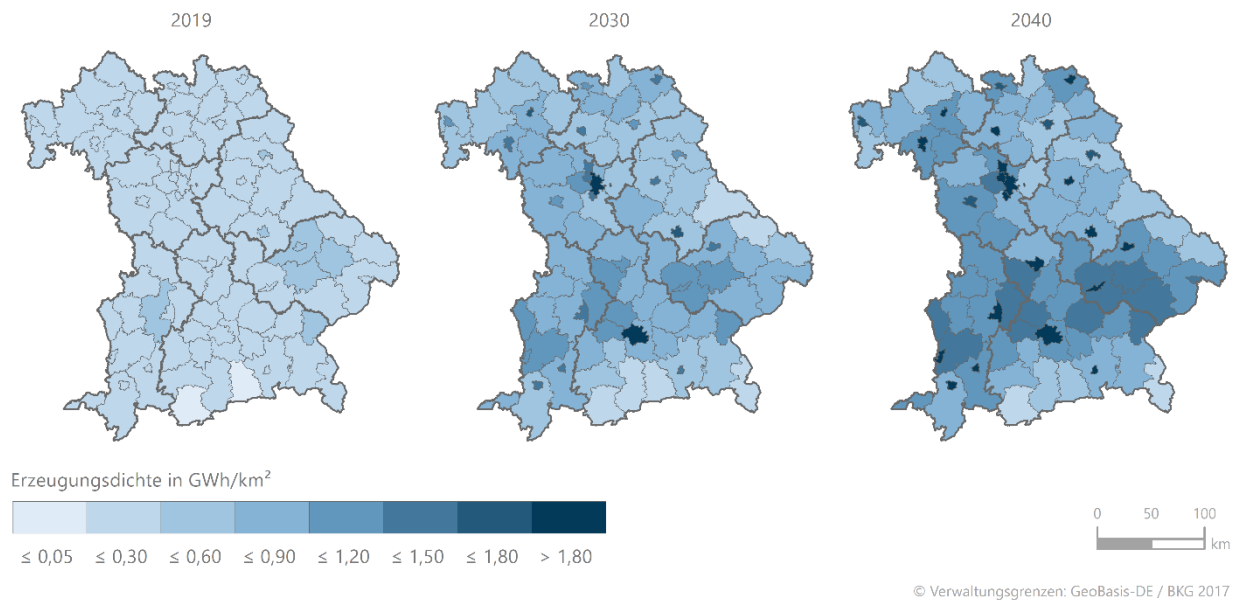 2019 2030 2040
Erzeugungsdichte in GWh/km²
≤ 0,05 ≤ 0,30 ≤ 0,60 ≤ 0,90 ≤ 1,20 ≤ 1,50 ≤ 1,80 > 1,80
0 50 100
km
© Verwaltungsgrenzen: GeoBasis-DE / BKG 2017